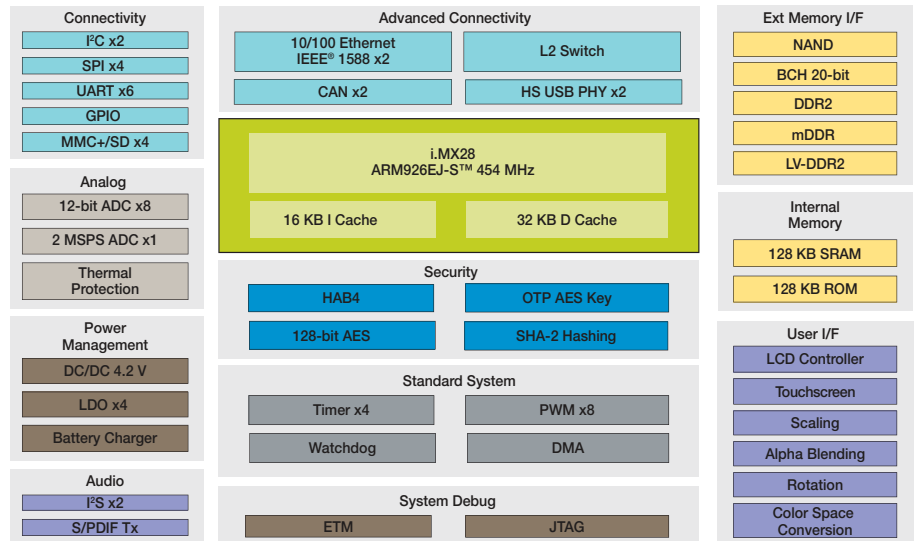 Connectivity
I²C x2
SPI x4
UART x6
GPIO
MMC+/SD x4
Analog
12-bit ADC x8
2 MSPS ADC x1
Thermal
Protection
Power
Management
DC/DC 4.2 V
LDO x4
Battery Charger
Audio
I²S x2
S/PDIF Tx
Advanced Connectivity
10/100 Ethernet
IEEE® 1588 x2
L2 Switch
CAN x2
HS USB PHY x2
i.MX28
ARM926EJ-S™ 454 MHz
16 KB I Cache
32 KB D Cache
Security
HAB4
OTP AES Key
128-bit AES
SHA-2 Hashing
Standard System
Timer x4
PWM x8
Watchdog
DMA
System Debug
ETM
JTAG
Ext Memory I/F
NAND
BCH 20-bit
DDR2
mDDR
LV-DDR2
Internal
Memory
128 KB SRAM
128 KB ROM
User I/F
LCD Controller
Touchscreen
Scaling
Alpha Blending
Rotation
Color Space
Conversion